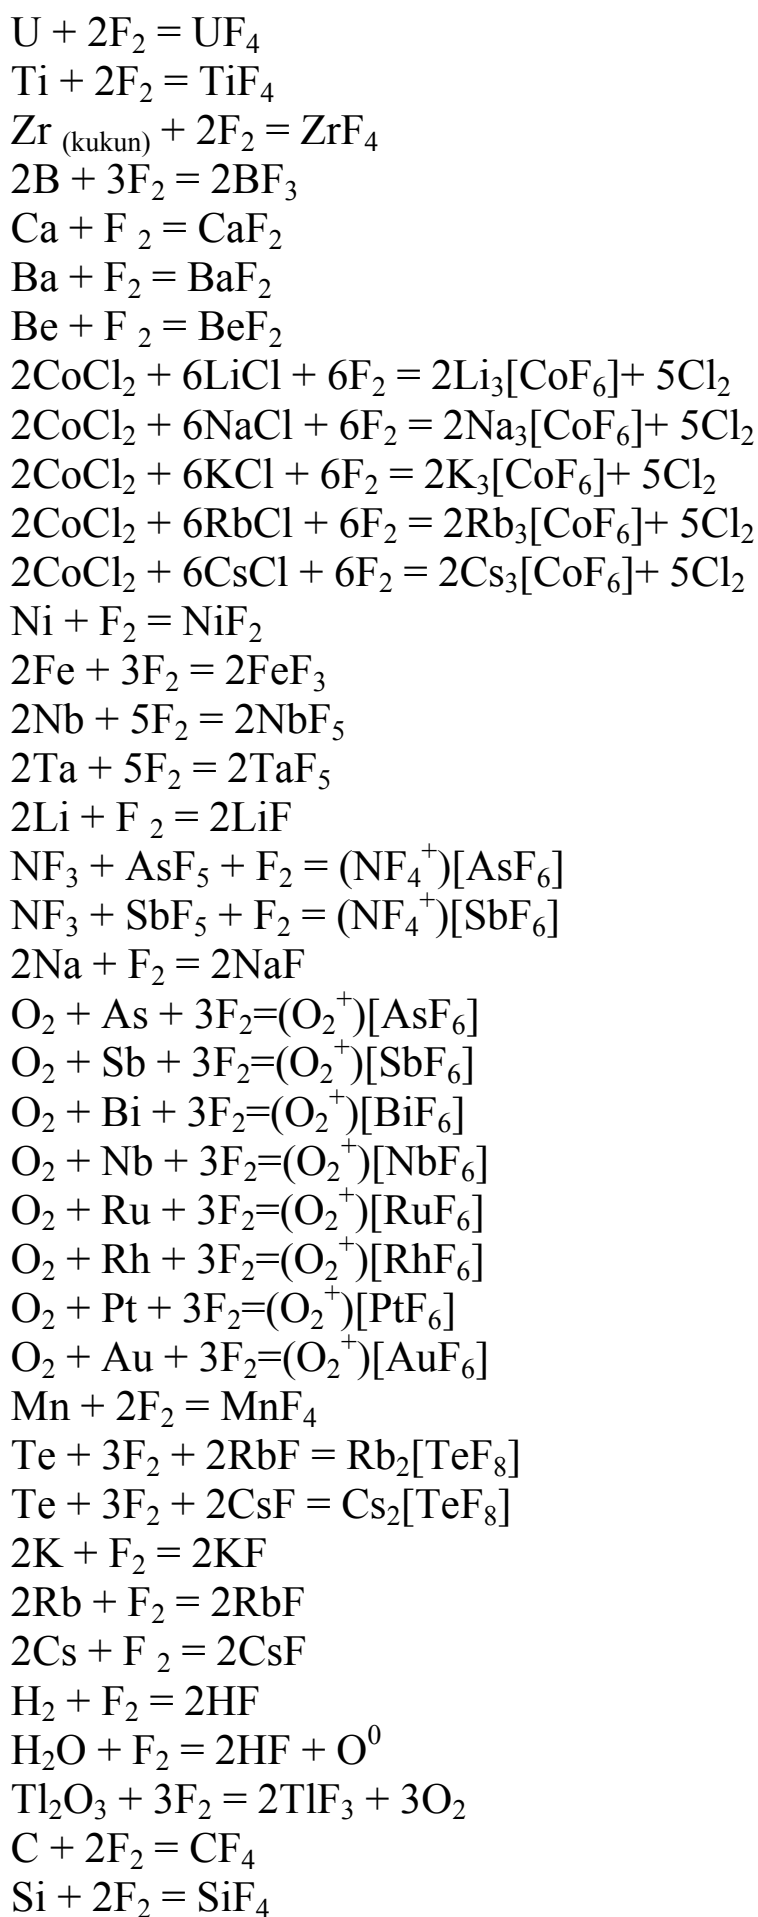 U + 2F₂ = UF₄
Ti + 2F₂ = TiF₄
Zr (kukun) + 2F₂ = ZrF₄
2B + 3F₂ = 2BF₃
Ca + F ₂ = CaF₂
Ba + F₂ = BaF₂
Be + F ₂ = BeF₂
2CoCl₂ + 6LiCl + 6F₂ = 2Li₃[CoF₆]+ 5Cl₂
2CoCl₂ + 6NaCl + 6F₂ = 2Na₃[CoF₆]+ 5Cl₂
2CoCl₂ + 6KCl + 6F₂ = 2K₃[CoF₆]+ 5Cl₂
2CoCl₂ + 6RbCl + 6F₂ = 2Rb₃[CoF₆]+ 5Cl₂
2CoCl₂ + 6CsCl + 6F₂ = 2Cs₃[CoF₆]+ 5Cl₂
Ni + F₂ = NiF₂
2Fe + 3F₂ = 2FeF₃
2Nb + 5F₂ = 2NbF₅
2Ta + 5F₂ = 2TaF₅
2Li + F ₂ = 2LiF
NF₃ + AsF₅ + F₂ = (NF₄⁺)[AsF₆]
NF₃ + SbF₅ + F₂ = (NF₄⁺)[SbF₆]
2Na + F₂ = 2NaF
O₂ + As + 3F₂=(O₂⁺)[AsF₆]
O₂ + Sb + 3F₂=(O₂⁺)[SbF₆]
O₂ + Bi + 3F₂=(O₂⁺)[BiF₆]
O₂ + Nb + 3F₂=(O₂⁺)[NbF₆]
O₂ + Ru + 3F₂=(O₂⁺)[RuF₆]
O₂ + Rh + 3F₂=(O₂⁺)[RhF₆]
O₂ + Pt + 3F₂=(O₂⁺)[PtF₆]
O₂ + Au + 3F₂=(O₂⁺)[AuF₆]
Mn + 2F₂ = MnF₄
Te + 3F₂ + 2RbF = Rb₂[TeF₈]
Te + 3F₂ + 2CsF = Cs₂[TeF₈]
2K + F₂ = 2KF
2Rb + F₂ = 2RbF
2Cs + F ₂ = 2CsF
H₂ + F₂ = 2HF
H₂O + F₂ = 2HF + O⁰
Tl₂O₃ + 3F₂ = 2TlF₃ + 3O₂
C + 2F₂ = CF₄
Si + 2F₂ = SiF₄